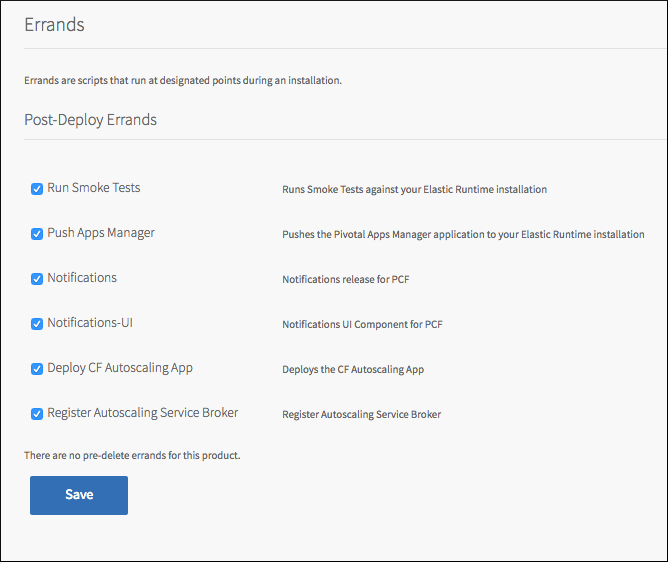 Errands
Errands are scripts that run at designated points during an installation.
Post-Deploy Errands
Run Smoke Tests Runs Smoke Tests against your Elastic Runtime installation
Push Apps Manager Pushes the Pivotal Apps Manager application to your Elastic Runtime installation
Notifications Notifications release for PCF
Notifications-UI Notifications UI Component for PCF
Deploy CF Autoscaling App Deploys the CF Autoscaling App
Register Autoscaling Service Broker Register Autoscaling Service Broker
There are no pre-delete errands for this product.
Save